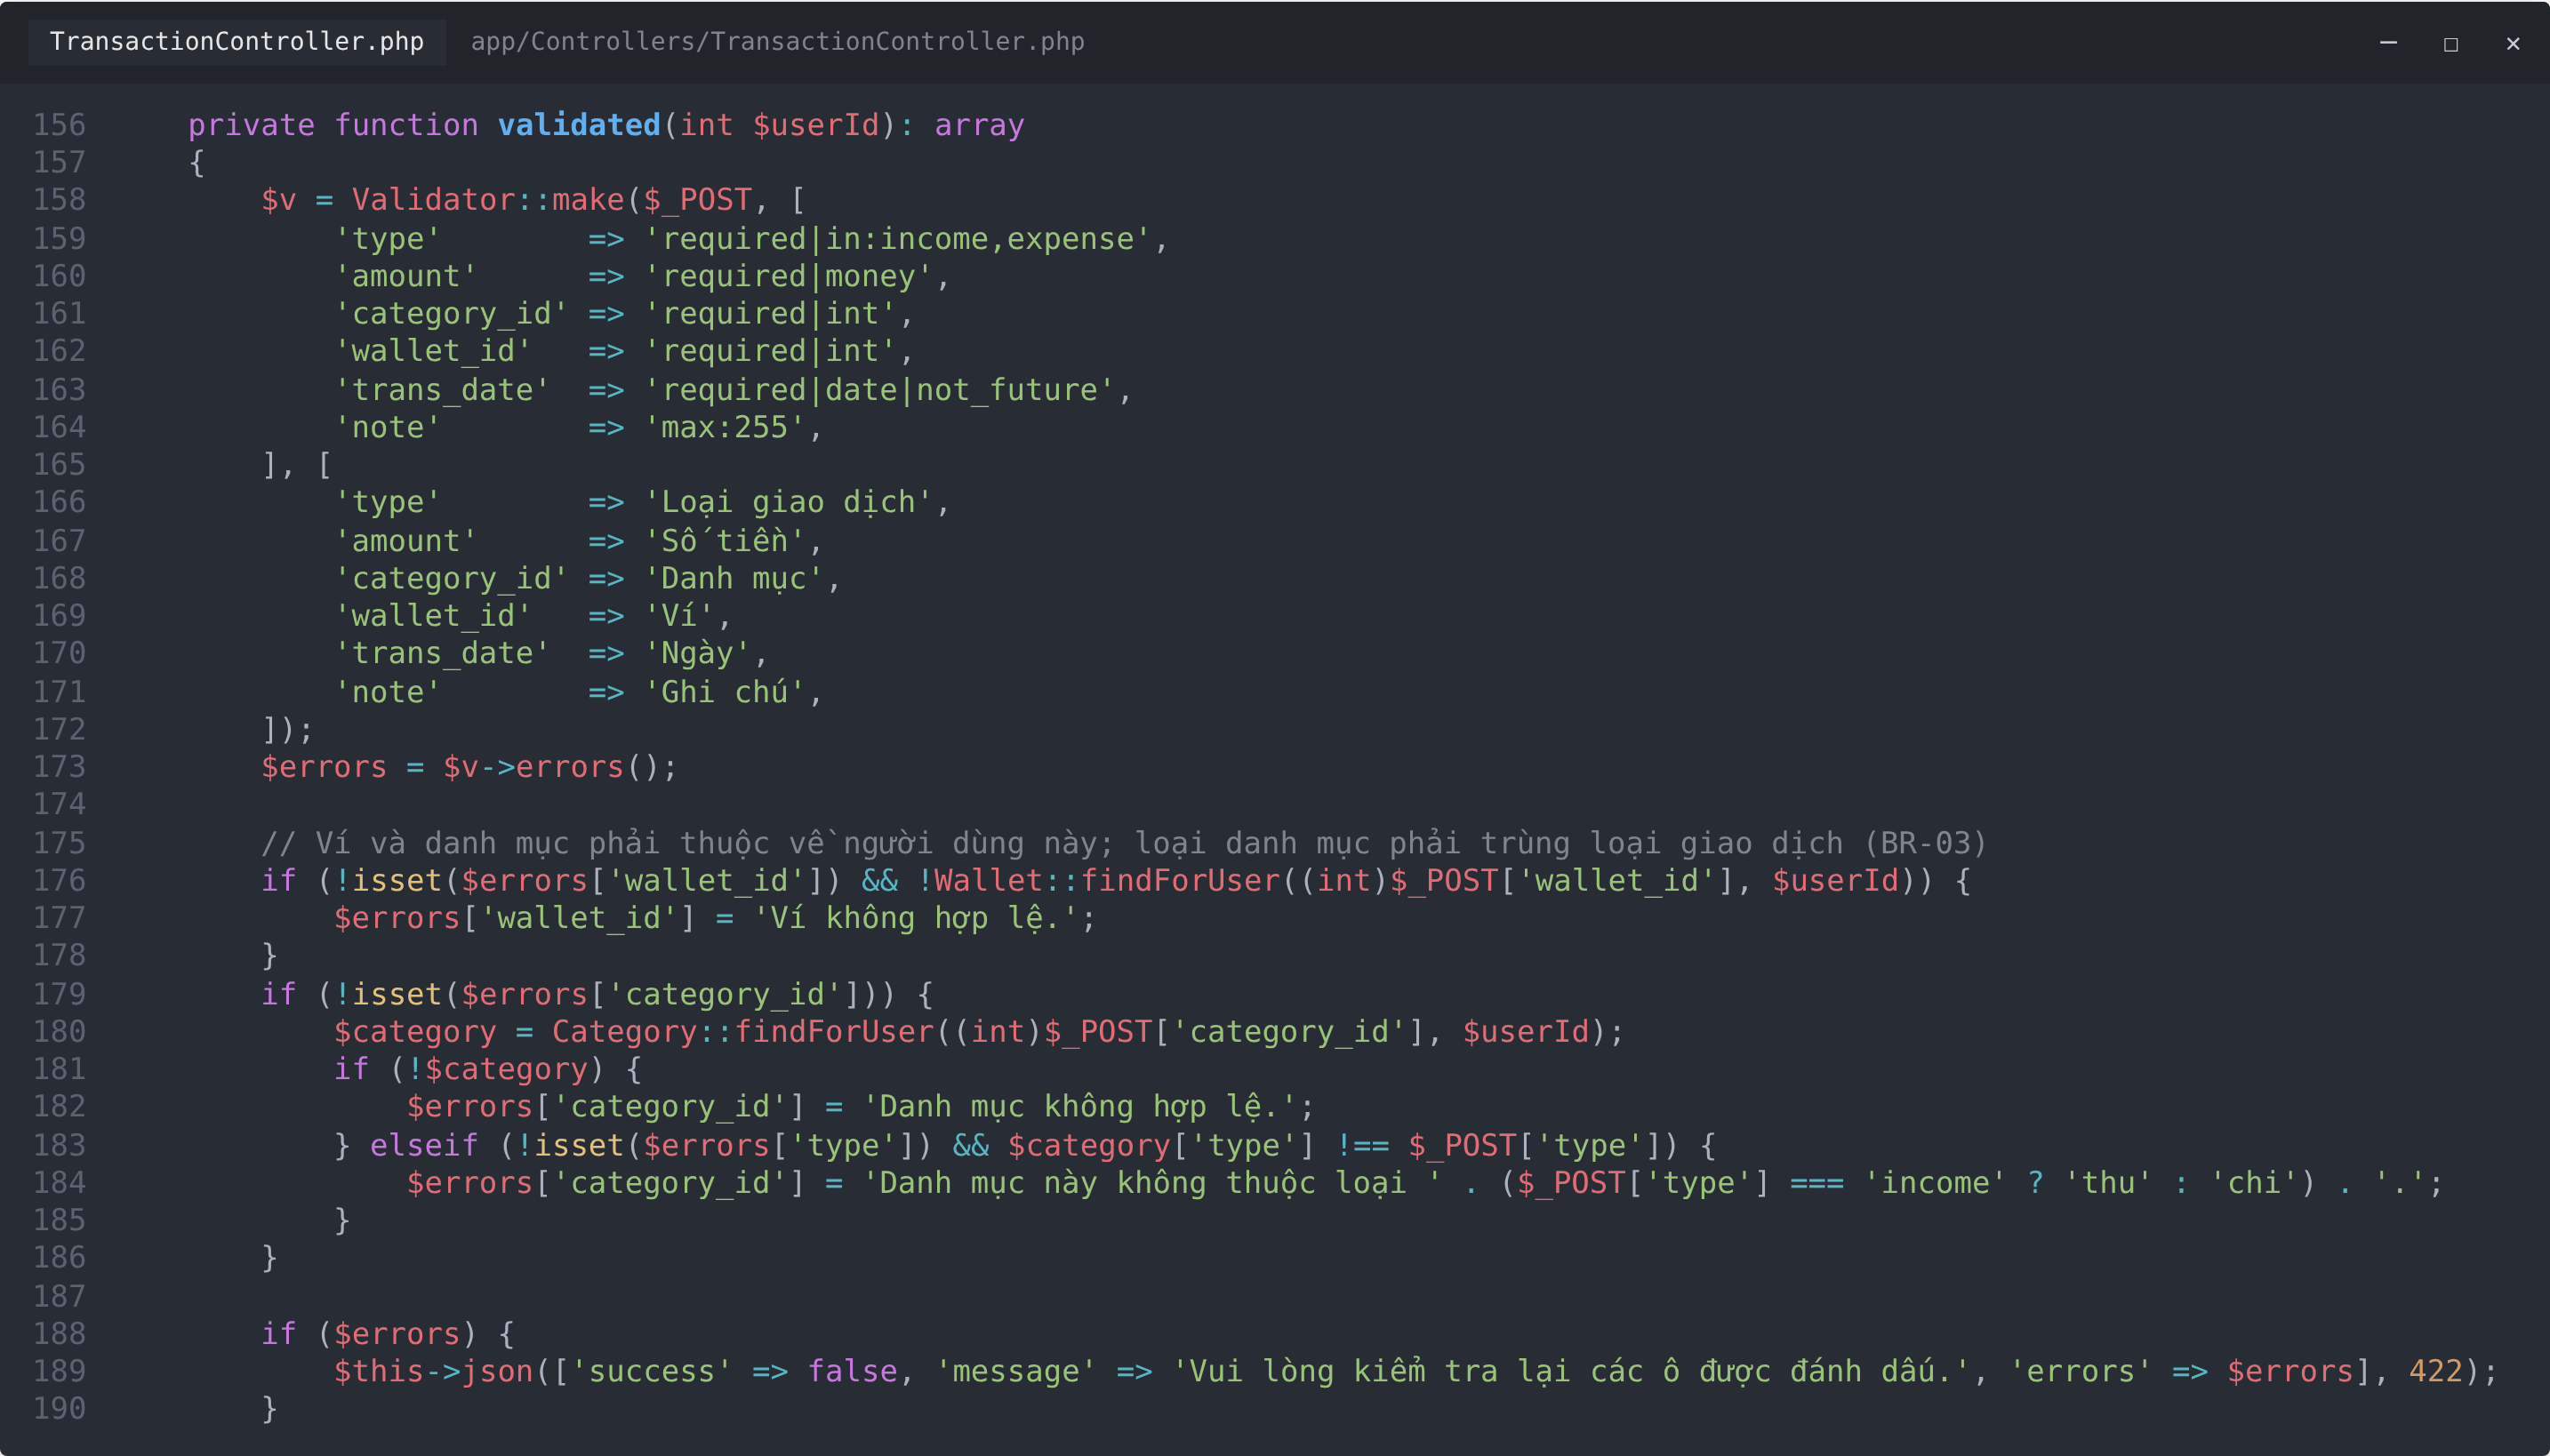 TransactionController.php app/Controllers/TransactionController.php
156 private function validated(int $userId): array
157 {
158 $v = Validator::make($_POST, [
159 'type' => 'required|in:income,expense',
160 'amount' => 'required|money',
161 'category_id' => 'required|int',
162 'wallet_id' => 'required|int',
163 'trans_date' => 'required|date|not_future',
164 'note' => 'max:255',
165 ], [
166 'type' => 'Loại giao dịch',
167 'amount' => 'Số tiền',
168 'category_id' => 'Danh mục',
169 'wallet_id' => 'Ví',
170 'trans_date' => 'Ngày',
171 'note' => 'Ghi chú',
172 ]);
173 $errors = $v->errors();
174
175 // Ví và danh mục phải thuộc về người dùng này; loại danh mục phải trùng loại giao dịch (BR-03)
176 if (!isset($errors['wallet_id']) && !Wallet::findForUser((int)$_POST['wallet_id'], $userId)) {
177 $errors['wallet_id'] = 'Ví không hợp lệ.';
178 }
179 if (!isset($errors['category_id'])) {
180 $category = Category::findForUser((int)$_POST['category_id'], $userId);
181 if (!$category) {
182 $errors['category_id'] = 'Danh mục không hợp lệ.';
183 } elseif (!isset($errors['type']) && $category['type'] !== $_POST['type']) {
184 $errors['category_id'] = 'Danh mục này không thuộc loại ' . ($_POST['type'] === 'income' ? 'thu' : 'chi') . '.';
185 }
186 }
187
188 if ($errors) {
189 $this->json(['success' => false, 'message' => 'Vui lòng kiểm tra lại các ô được đánh dấu.', 'errors' => $errors], 422);
190 }